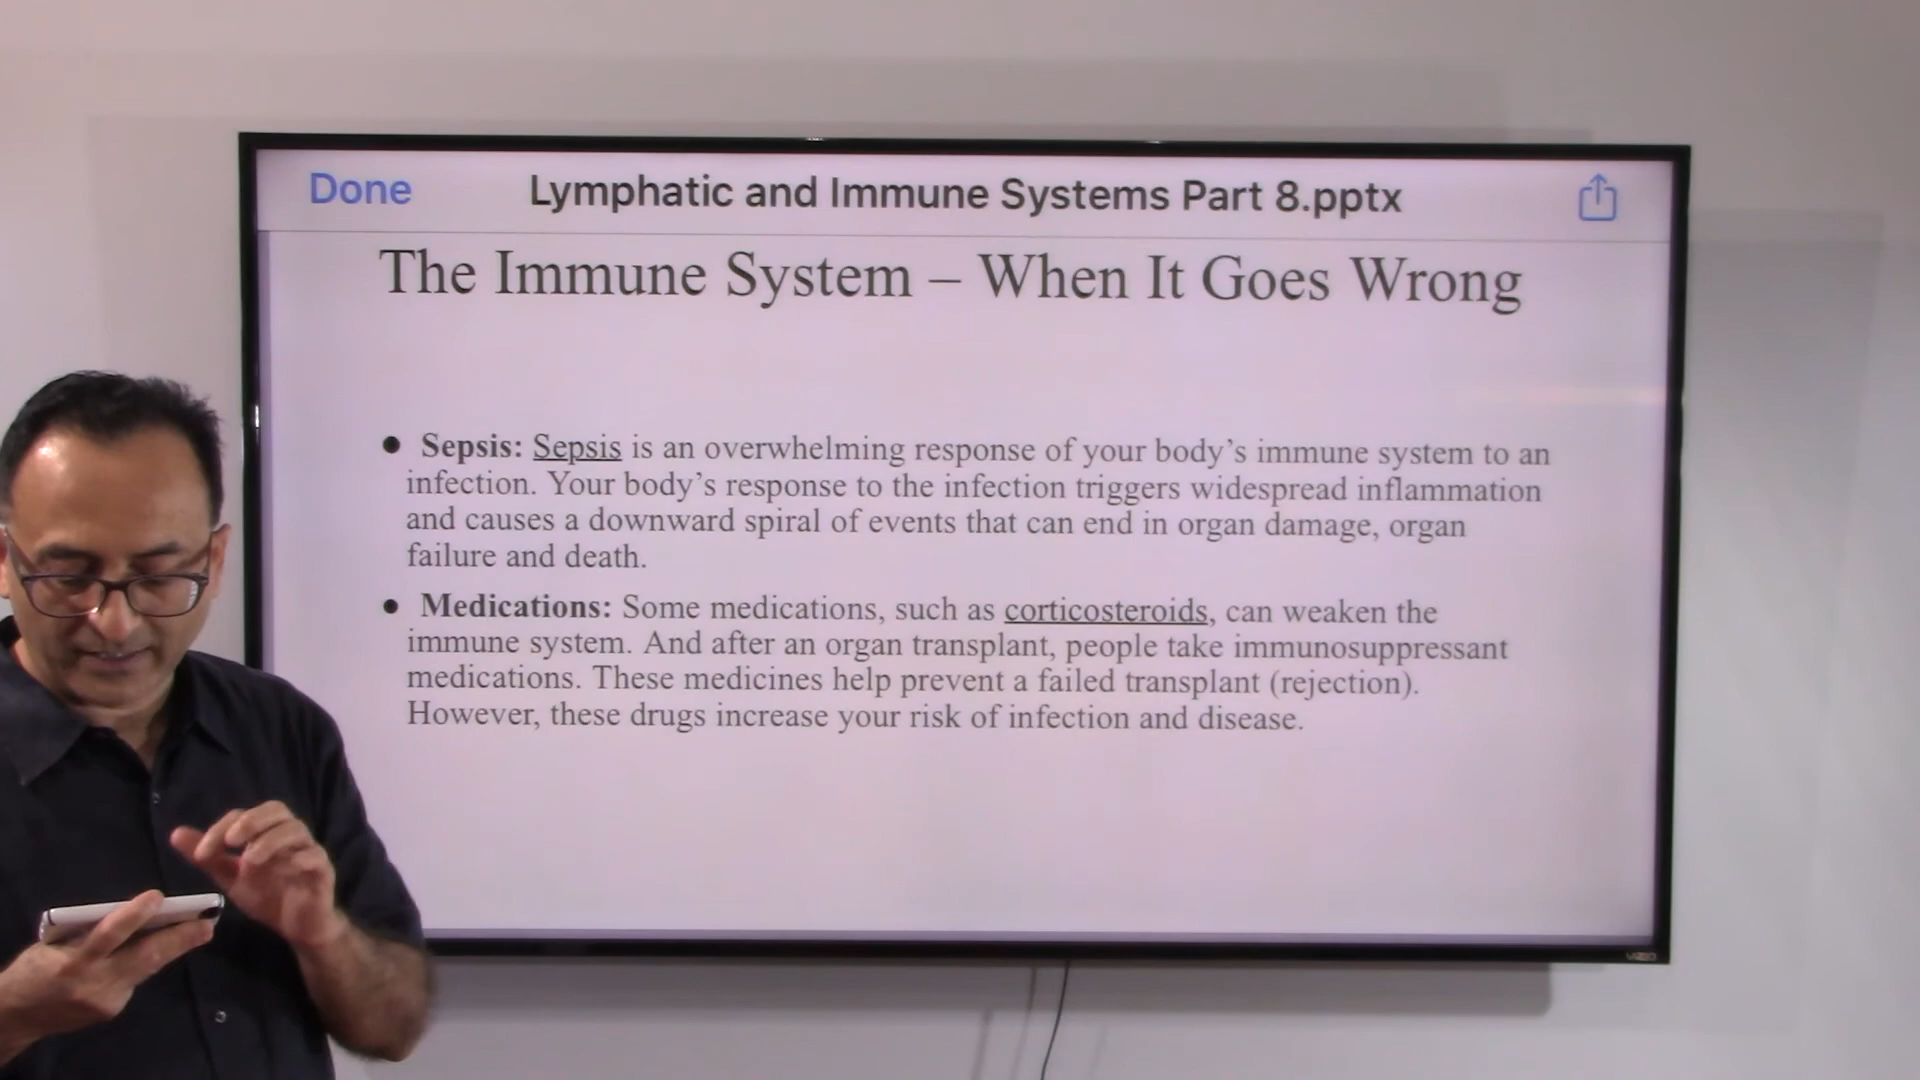 Done Lymphatic and Immune Systems Part 8.pptx
The Immune System – When It Goes Wrong
● Sepsis: Sepsis is an overwhelming response of your body’s immune system to an
infection. Your body’s response to the infection triggers widespread inflammation
and causes a downward spiral of events that can end in organ damage, organ
failure and death.
● Medications: Some medications, such as corticosteroids, can weaken the
immune system. And after an organ transplant, people take immunosuppressant
medications. These medicines help prevent a failed transplant (rejection).
However, these drugs increase your risk of infection and disease.
VIZIO